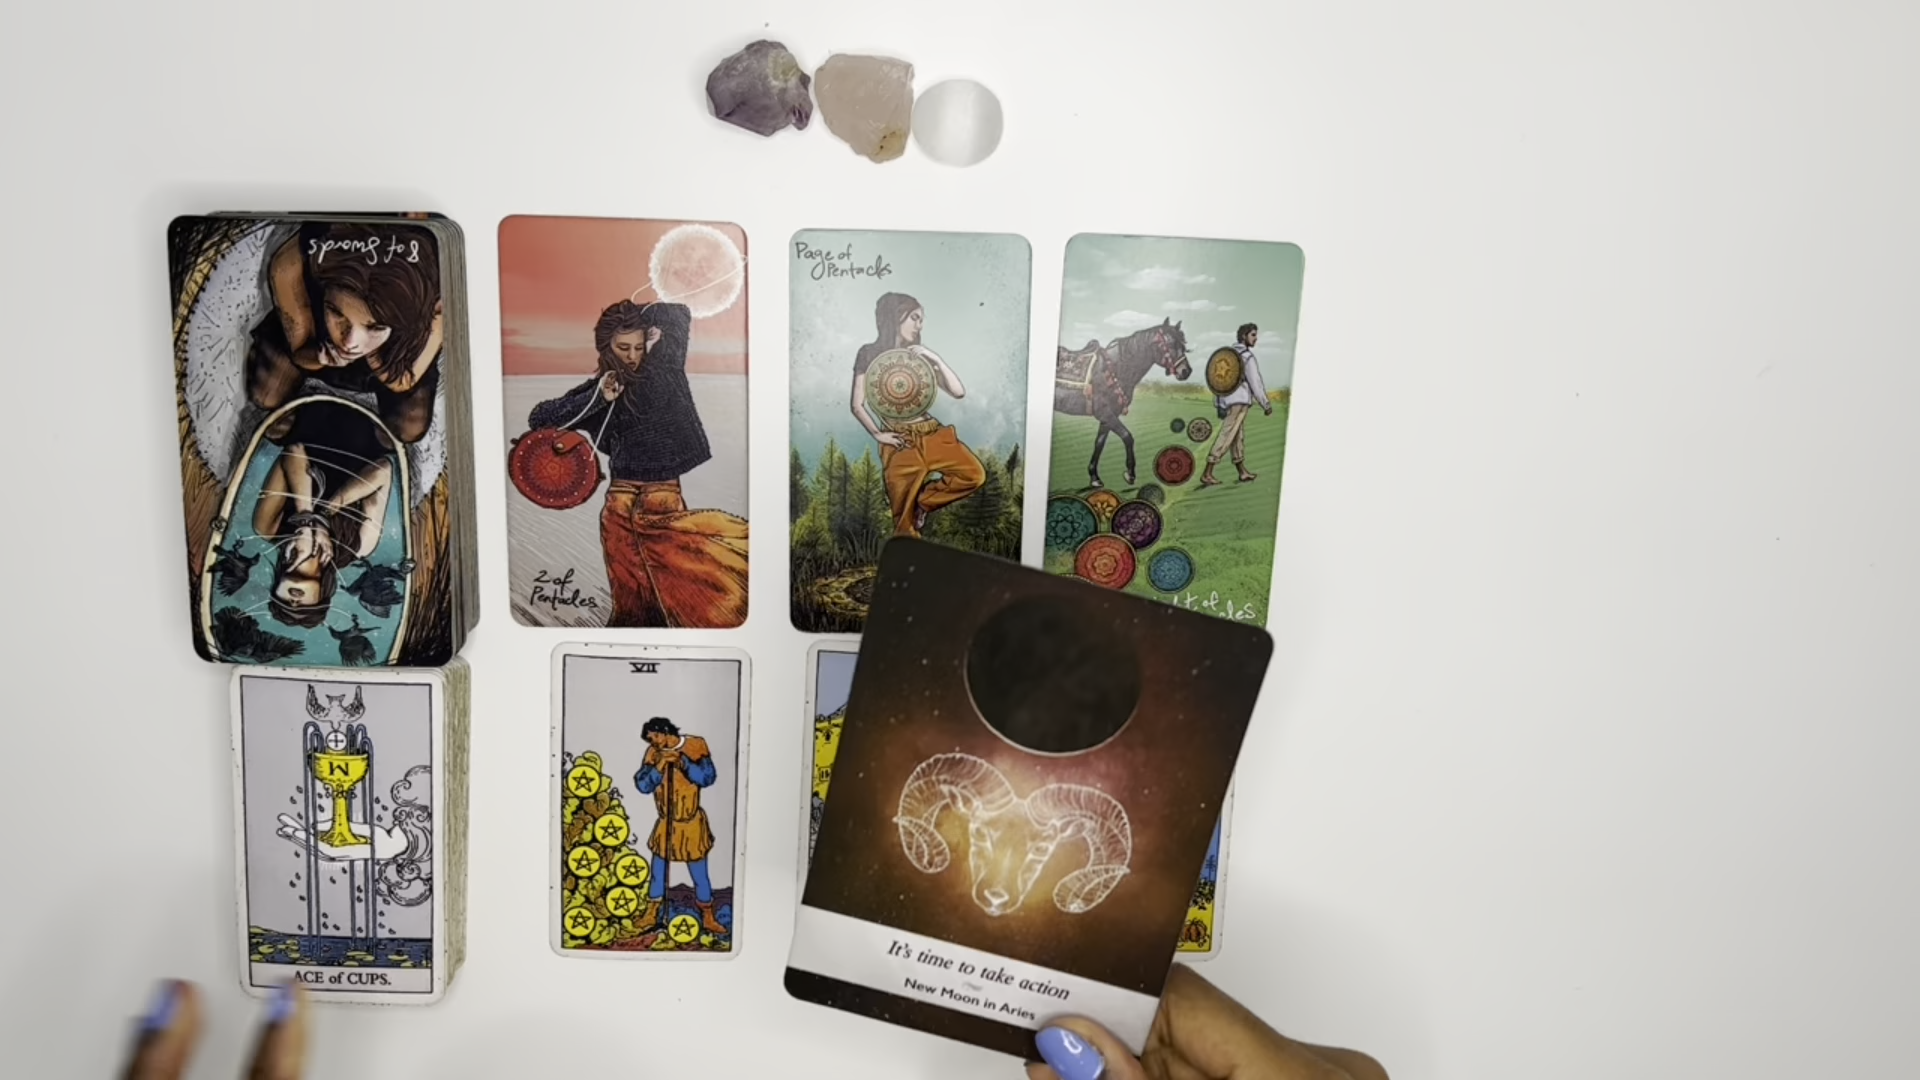 8 of Swords
Page of
Pentacles
2 of
Pentacles
VII
ACE of CUPS.
It's time to take action
New Moon in Aries